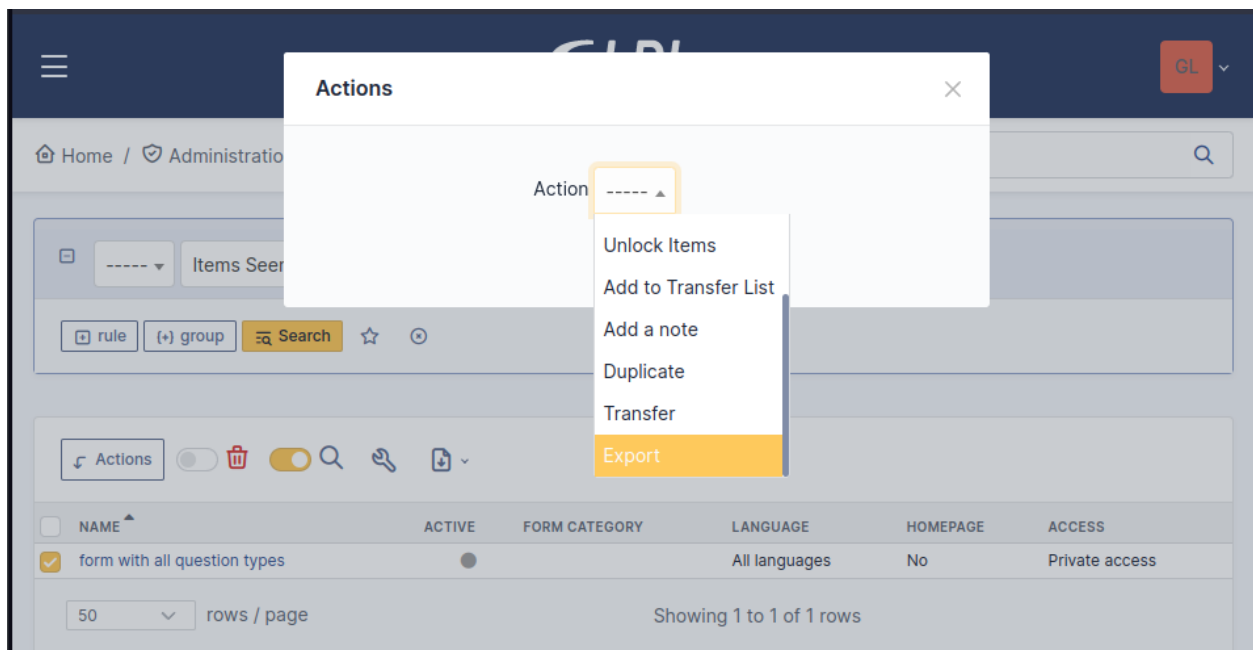 GL
Actions
Home / Administratio
Action -----
Unlock Items
Add to Transfer List
Add a note
Duplicate
Transfer
Export
----- Items Seen
rule group Search
Actions
NAME ACTIVE FORM CATEGORY LANGUAGE HOMEPAGE ACCESS
form with all question types All languages No Private access
50 rows / page Showing 1 to 1 of 1 rows